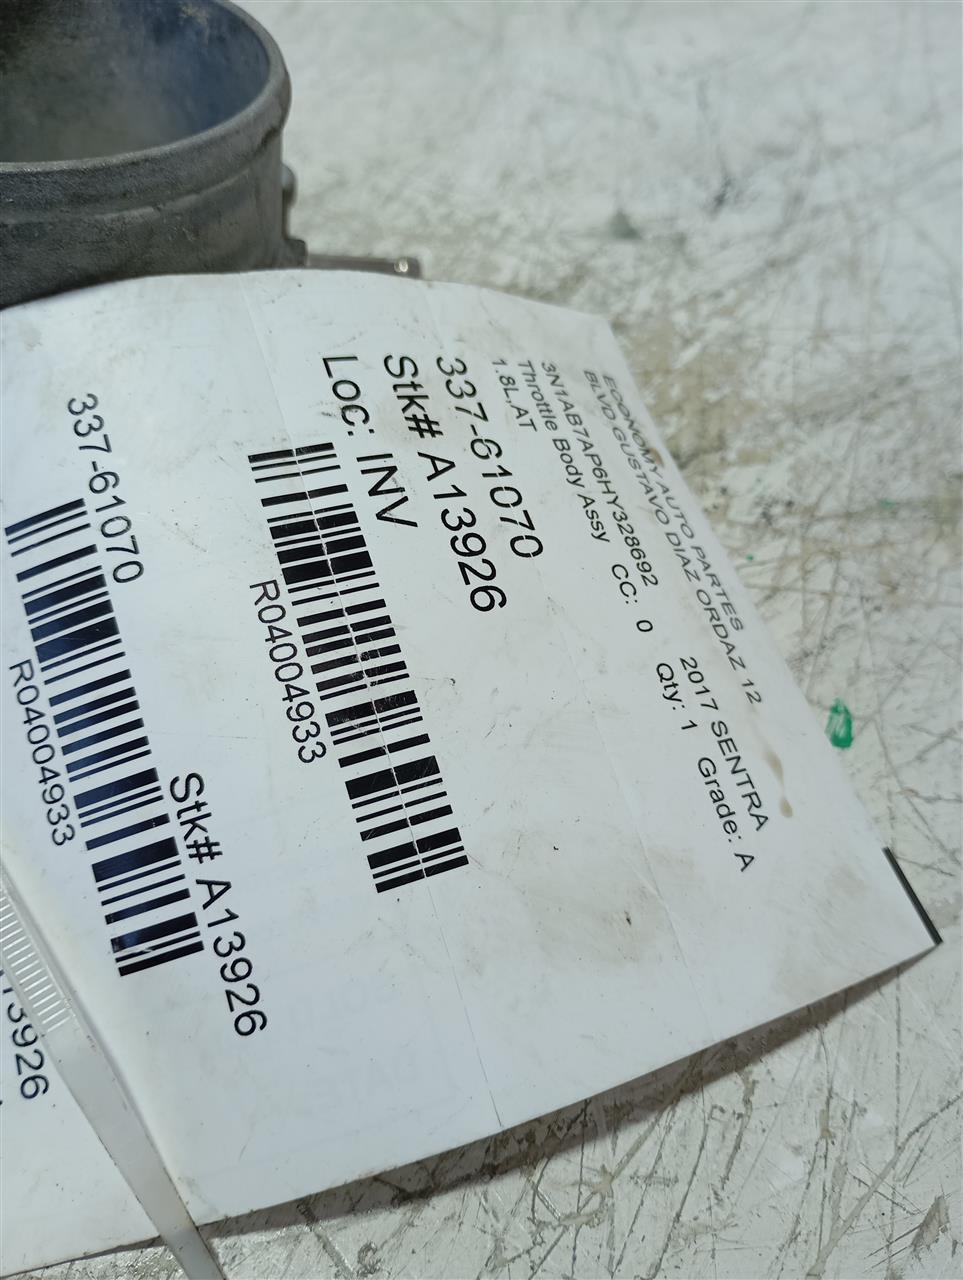 ECONOMY AUTO PARTES
BLVD GUSTAVO DIAZ ORDAZ 12
3N1AB7AP6HY328692 2017 SENTRA
Throttle Body Assy CC: 0 Qty: 1 Grade: A
1.8L,AT
337-61070
Stk# A13926
Loc: INV
R04004933
337-61070
Stk# A13926
R04004933
13926